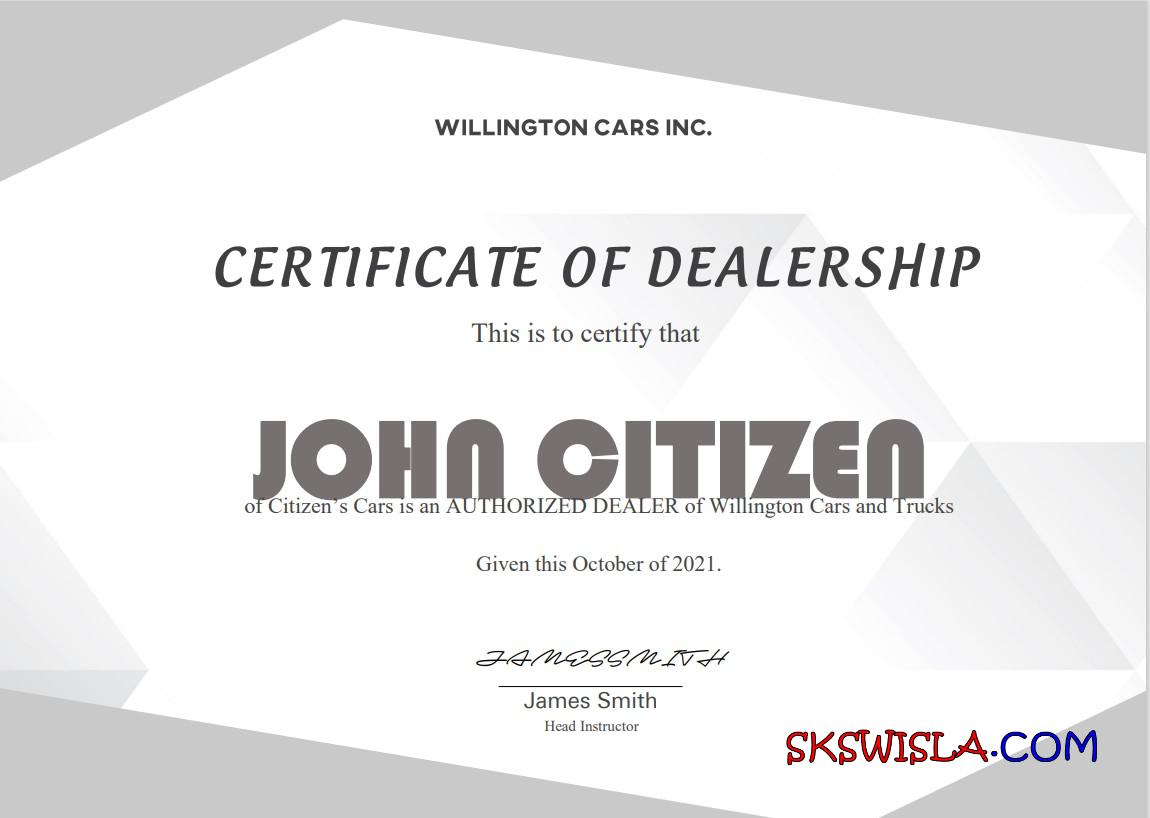 WILLINGTON CARS INC.
CERTIFICATE OF DEALERSHIP
This is to certify that
JOHN CITIZEN
of Citizen’s Cars is an AUTHORIZED DEALER of Willington Cars and Trucks
Given this October of 2021.
JAMESSMITH
James Smith
Head Instructor
SKSWISLA.COM